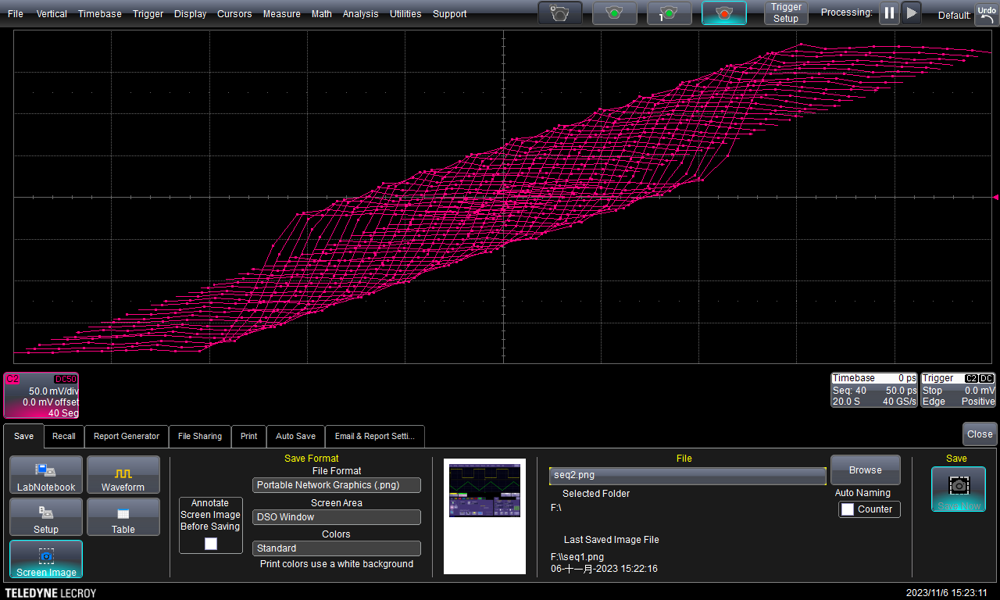 File Vertical Timebase Trigger Display Cursors Measure Math Analysis Utilities Support
1
Trigger
Setup
Processing:
Default:
Undo
C2 DC50
50.0 mV/div
0.0 mV offset
40 Seg
Timebase 0 ps
Seq: 40 50.0 ps
20.0 S 40 GS/s
Trigger C2 DC
Stop 0.0 mV
Edge Positive
Save Recall Report Generator File Sharing Print Auto Save Email & Report Setti...
Close
LabNotebook
Waveform
Setup
Table
Screen Image
Annotate
Screen Image
Before Saving
Save Format
File Format
Portable Network Graphics (.png)
Screen Area
DSO Window
Colors
Standard
Print colors use a white background
File
seq2.png
Selected Folder
F:\
Last Saved Image File
F:\\seq1.png
06-十一月-2023 15:22:16
Browse
Auto Naming
Counter
Save
Save Now
TELEDYNE LECROY
2023/11/6 15:23:11